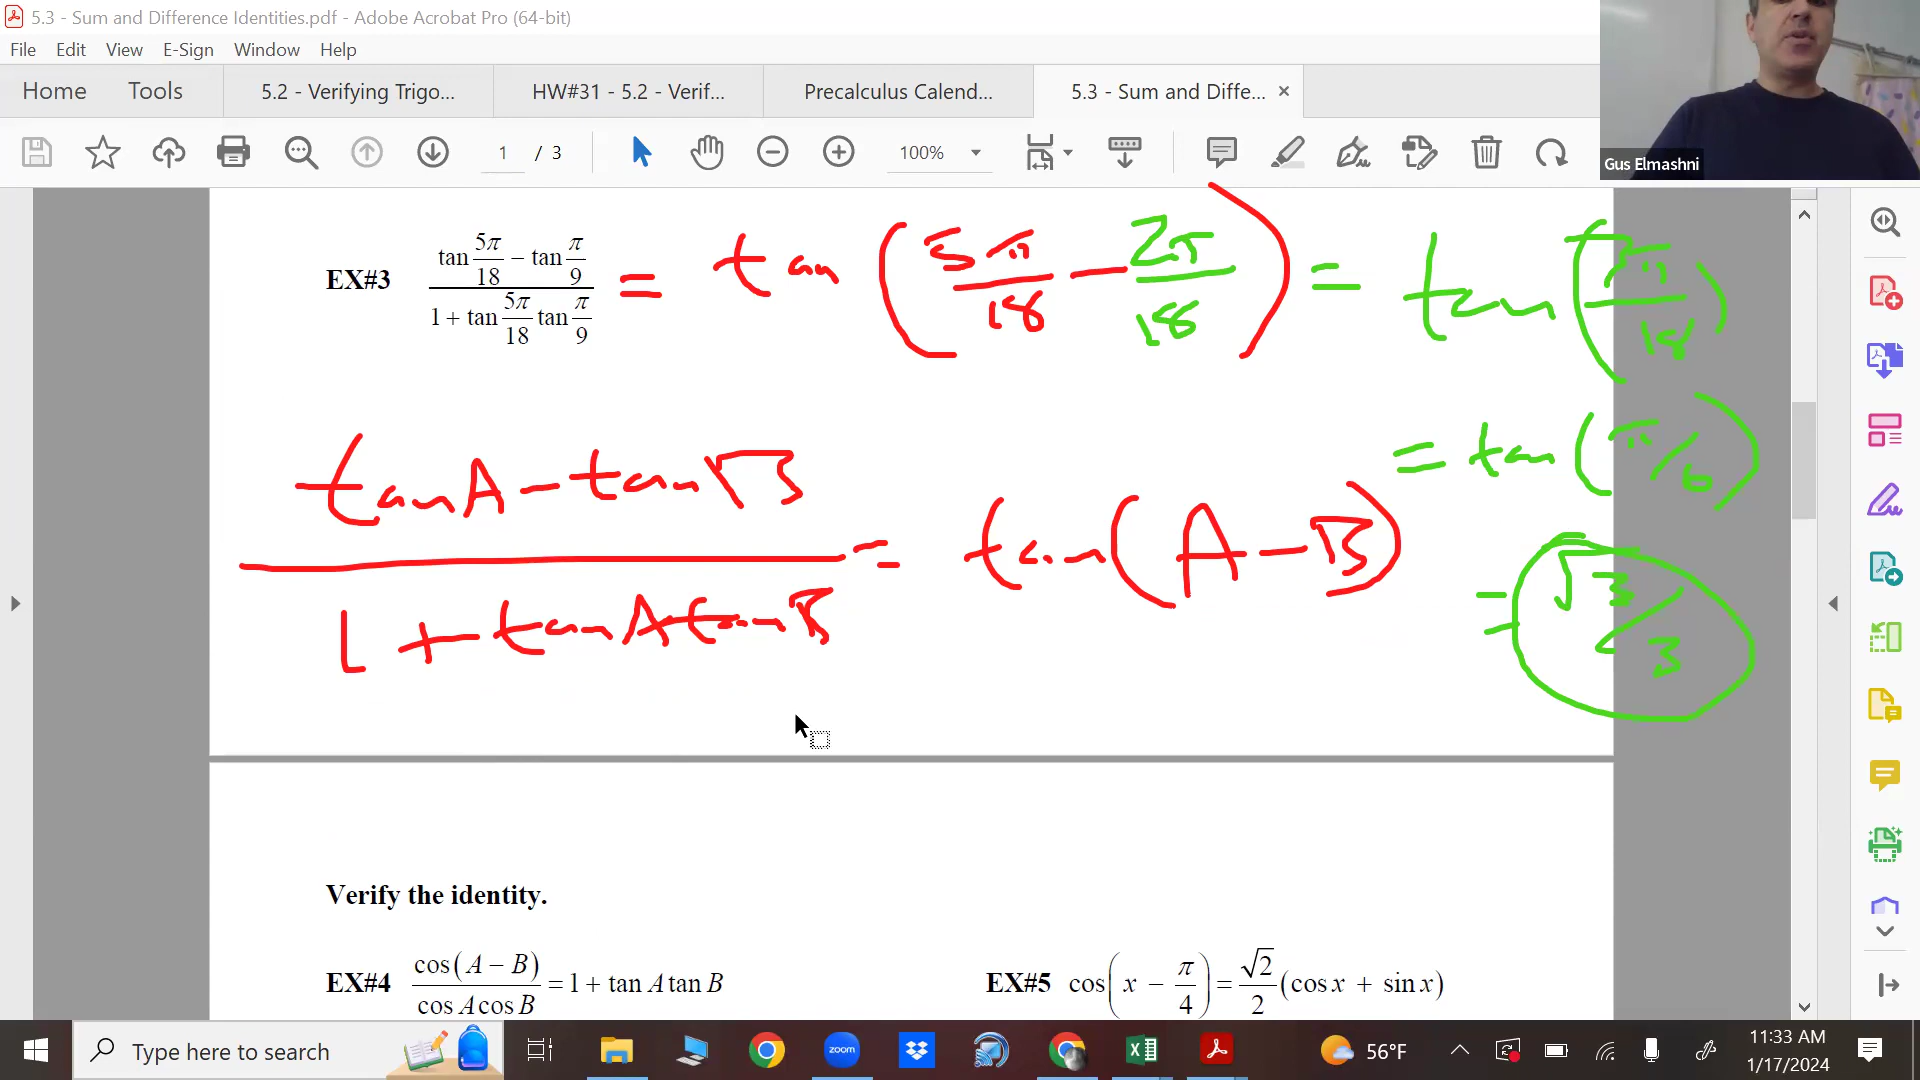 5.3 - Sum and Difference Identities.pdf - Adobe Acrobat Pro (64-bit)
File Edit View E-Sign Window Help
Home Tools 5.2 - Verifying Trigo... HW#31 - 5.2 - Verif... Precalculus Calend... 5.3 - Sum and Diffe... ×
1 / 3 100%
Gus Elmashni
EX#3 (tan 5π/18 − tan π/9)/(1 + tan 5π/18 tan π/9) = tan (5π/18 − 2π/18) = tan (3π/18)
= tan (π/6)
(tan A − tan B)/(1 + tan A tan B) = tan (A − B)
= √3/3
Verify the identity.
EX#4 cos(A − B)/(cos A cos B) = 1 + tan A tan B
EX#5 cos(x − π/4) = √2/2 (cos x + sin x)
Type here to search
zoom
56°F
11:33 AM
1/17/2024